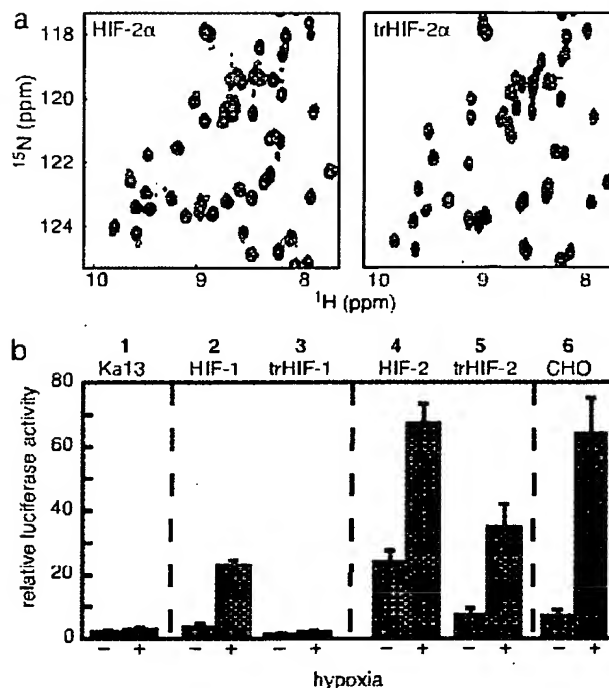 a
HIF-2α
trHIF-2α
118
120
122
124
15N (ppm)
10 9 8
10 9 8
1H (ppm)
b
1 2 3 4 5 6
Ka13 HIF-1 trHIF-1 HIF-2 trHIF-2 CHO
80
60
40
20
0
relative luciferase activity
− + − + − + − + − + − +
hypoxia